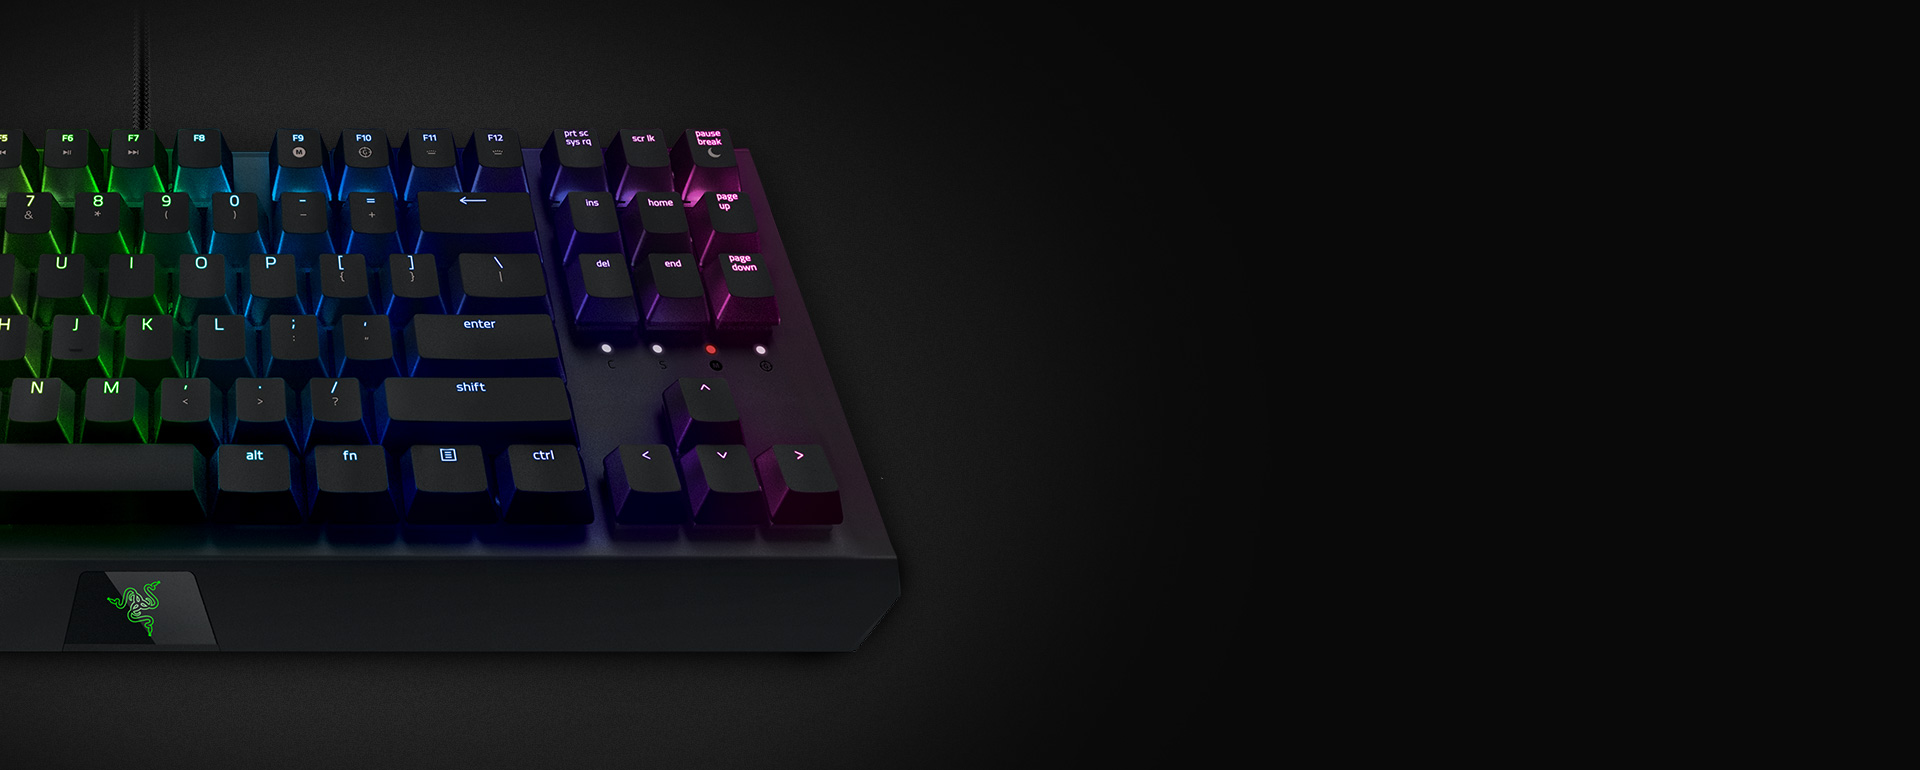 F5 F6 F7 F8 F9 F10 F11 F12 prt sc scr lk pause
sys rq break
M
7 8 9 0 - = ← ins home page
& * ( ) _ + up
U I O P [ ] \ del end page
{ } | down
H J K L ; ' enter
: "
C S M G
N M , . / shift ^
< > ?
alt fn ctrl < v >